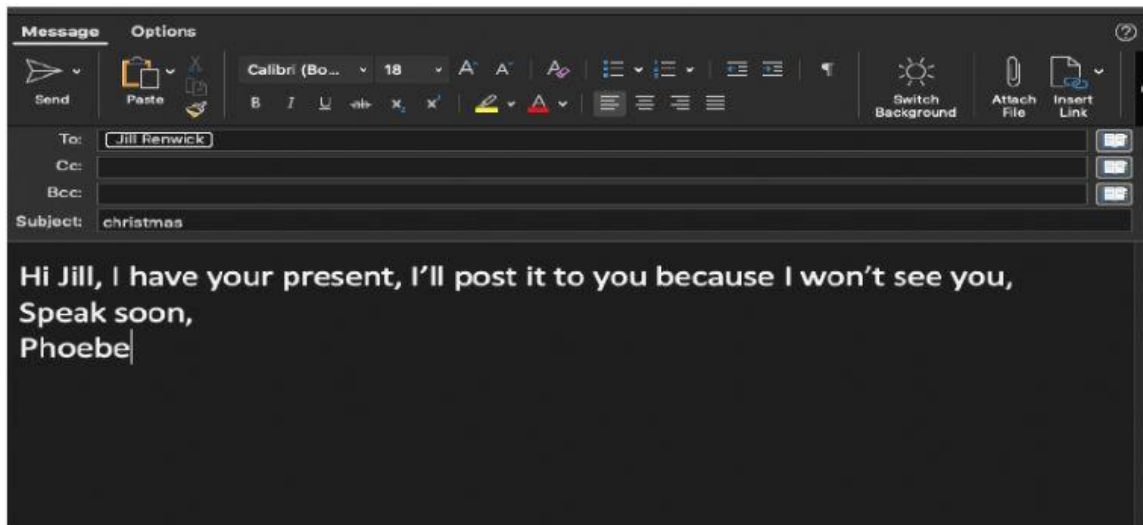 Message Options
Send Paste Calibri (Bo... 18 A A A
B I U ab x x A
Switch Background Attach File Insert Link
To: Jill Renwick
Cc:
Bcc:
Subject: christmas
Hi Jill, I have your present, I’ll post it to you because I won’t see you,
Speak soon,
Phoebe